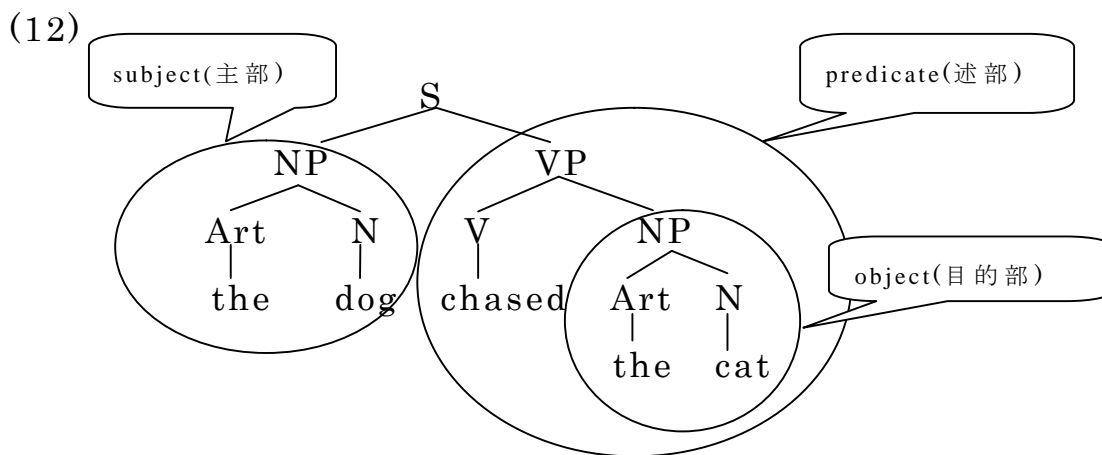 (12)
subject(主部)
predicate(述部)
S
NP VP
Art N V NP
object(目的部)
the dog chased Art N
the cat